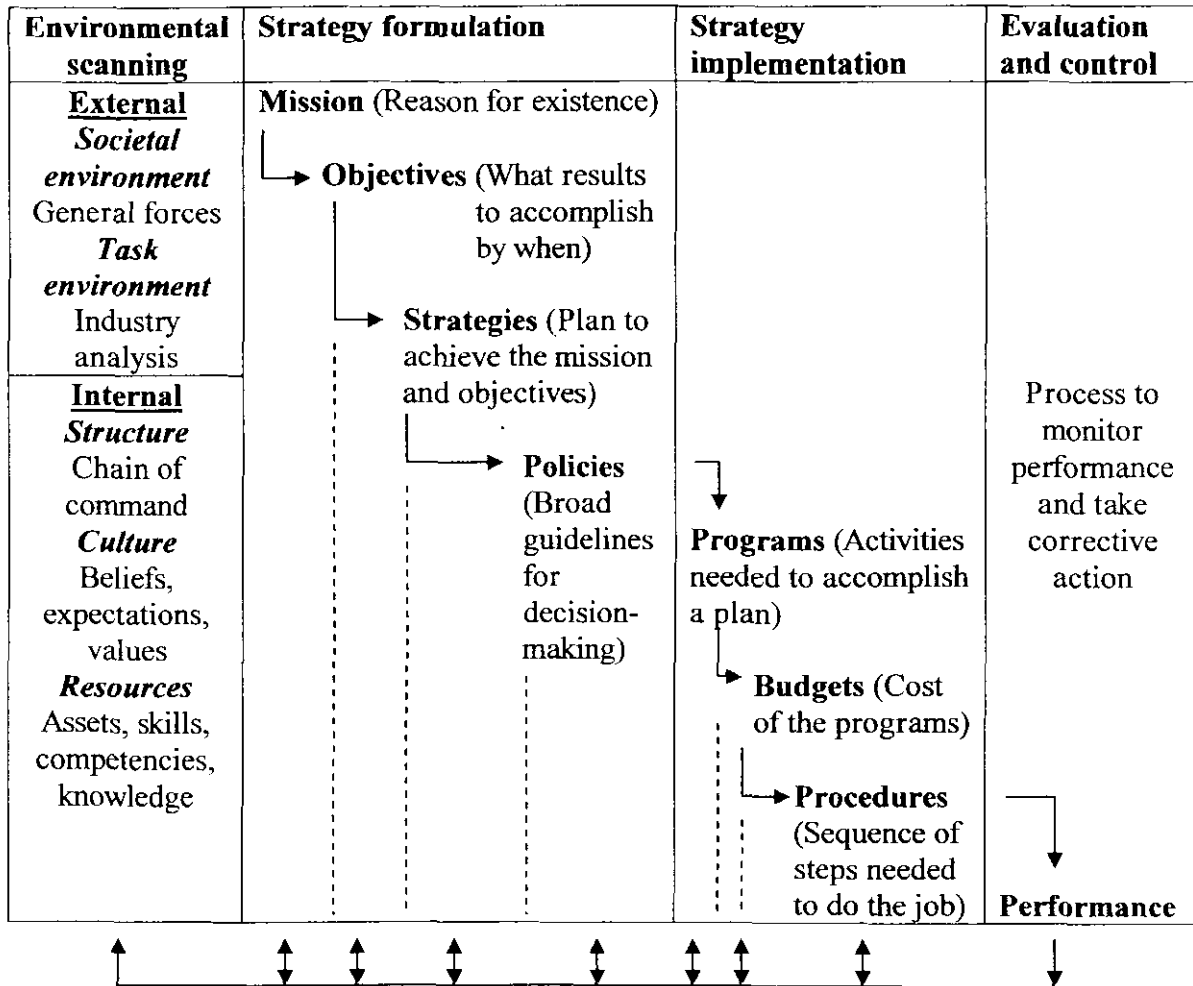 Environmental
scanning
Strategy formulation
Strategy
implementation
Evaluation
and control
External
Societal
environment
General forces
Task
environment
Industry
analysis
Internal
Structure
Chain of
command
Culture
Beliefs,
expectations,
values
Resources
Assets, skills,
competencies,
knowledge
Mission (Reason for existence)
Objectives (What results
to accomplish
by when)
Strategies (Plan to
achieve the mission
and objectives)
Policies
(Broad
guidelines
for
decision-
making)
Programs (Activities
needed to accomplish
a plan)
Budgets (Cost
of the programs)
Procedures
(Sequence of
steps needed
to do the job)
Process to
monitor
performance
and take
corrective
action
Performance